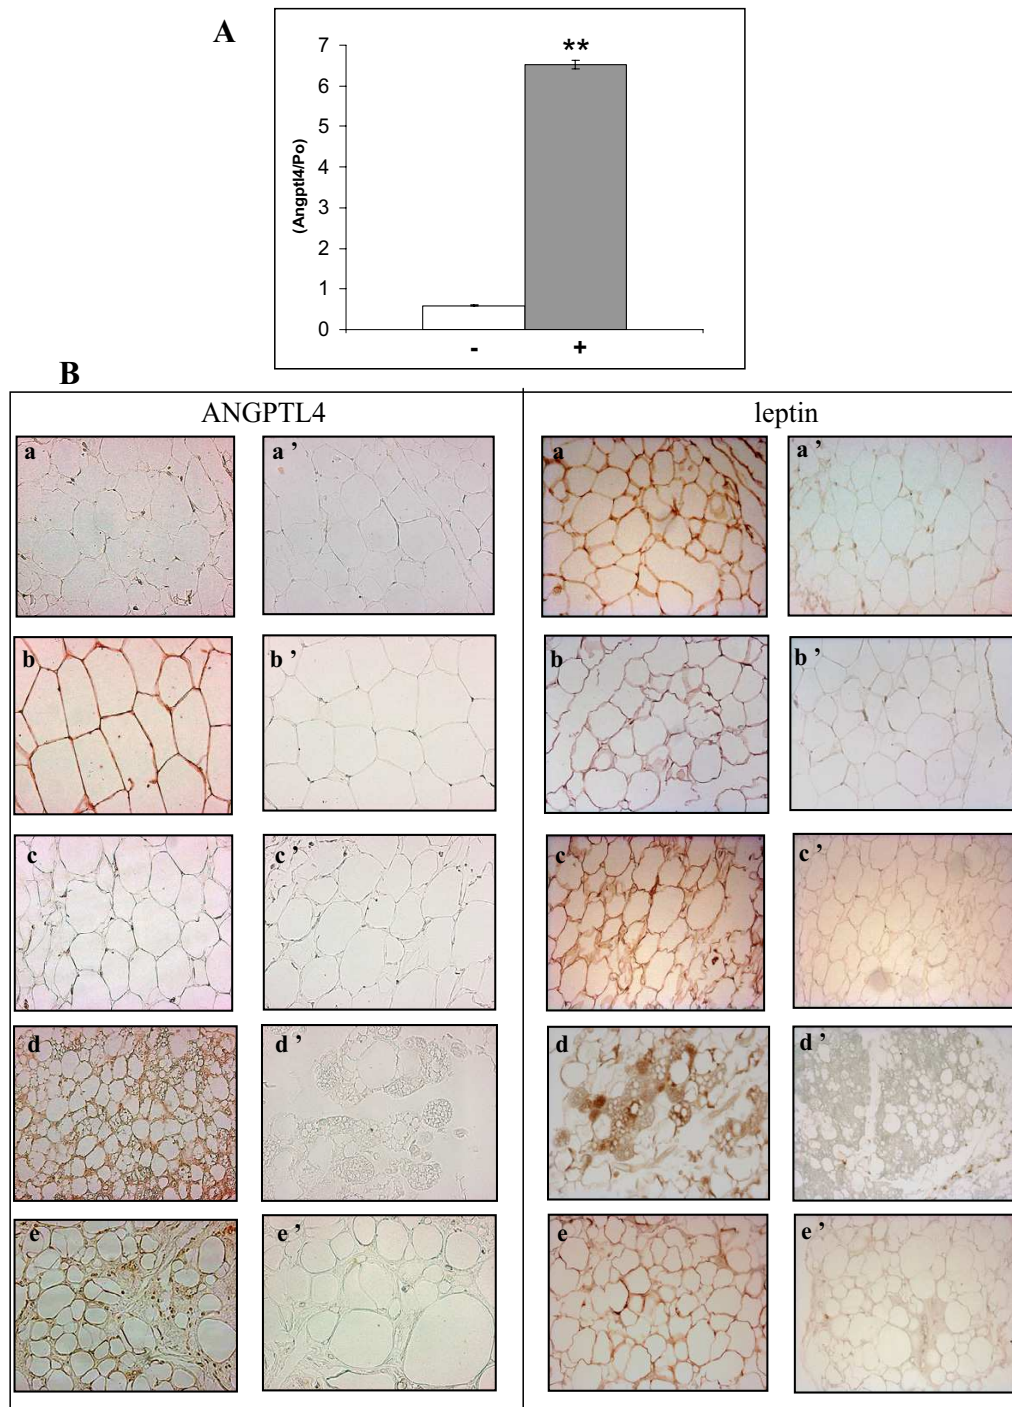 A
7
**
6
5
4
3
2
1
0
(Angptl4/Po)
- +
B
ANGPTL4 leptin
a a ’ a a ’
b b ’ b b ’
c c ’ c c ’
d d ’ d d ’
e e ’ e e ’